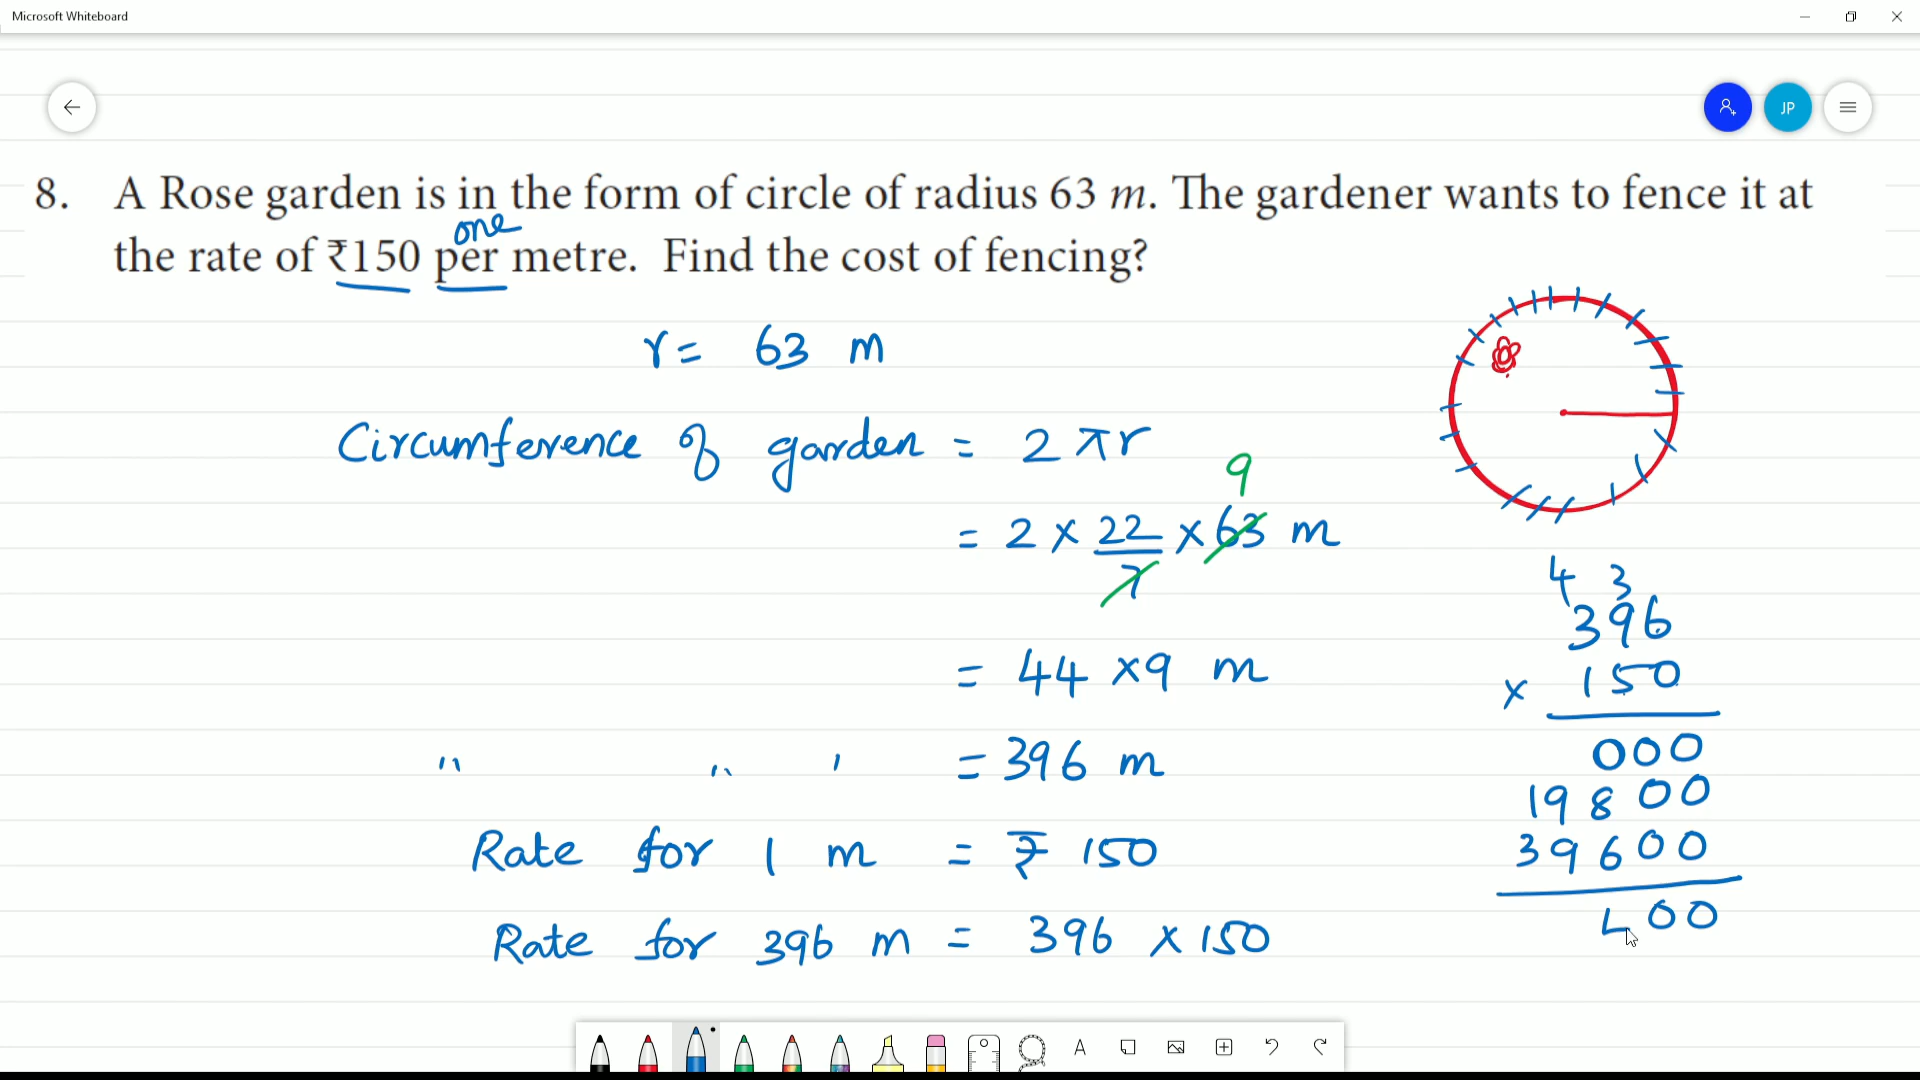 Microsoft Whiteboard
JP
8. A Rose garden is in the form of circle of radius 63 m. The gardener wants to fence it at
one
the rate of ₹150 per metre. Find the cost of fencing?
r = 63 m
Circumference of garden = 2 π r
9
= 2 × 22/7 × 63 m
= 44 × 9 m
" " ' = 396 m
Rate for 1 m = ₹ 150
Rate for 396 m = 396 × 150
4 3
396
× 150
000
19800
39600
400
A